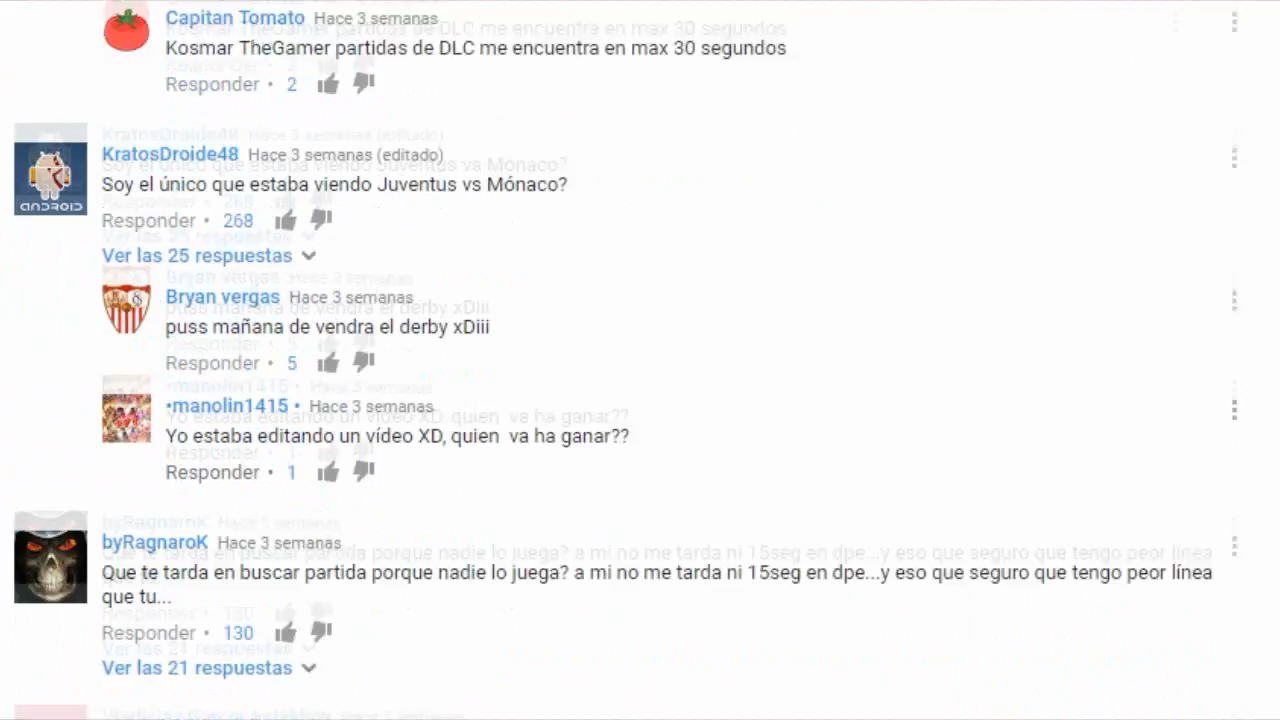 Capitan Tomato Hace 3 semanas
Kosmar TheGamer partidas de DLC me encuentra en max 30 segundos
Responder • 2
KratosDroide48 Hace 3 semanas (editado)
Soy el único que estaba viendo Juventus vs Mónaco?
ANDROID
Responder • 268
Ver las 25 respuestas
Bryan vergas Hace 3 semanas
puss mañana de vendra el derby xDiii
Responder • 5
•manolin1415 • Hace 3 semanas
Yo estaba editando un vídeo XD, quien va ha ganar??
Responder • 1
byRagnaroK Hace 3 semanas
Que te tarda en buscar partida porque nadie lo juega? a mi no me tarda ni 15seg en dpe...y eso que seguro que tengo peor línea
que tu...
Responder • 130
Ver las 21 respuestas